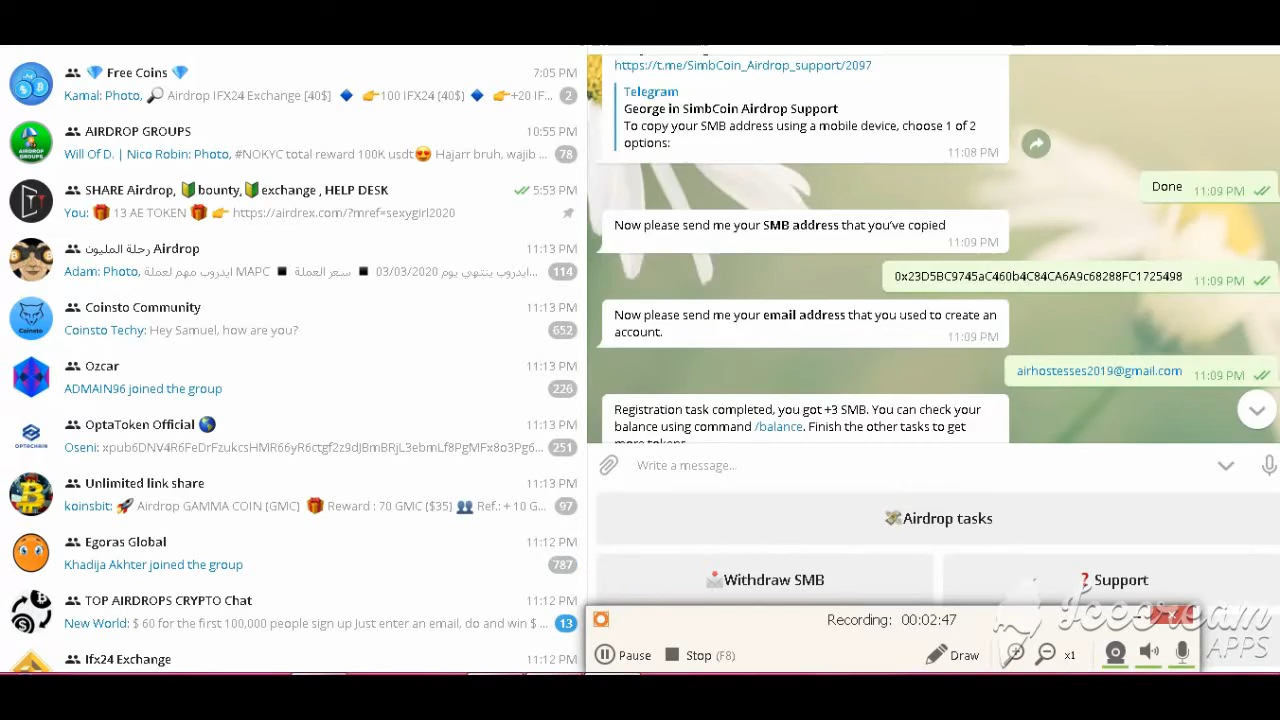 Free Coins
7:05 PM
Kamal: Photo, 🔎 Airdrop IFX24 Exchange [40$] 🔹 👉100 IFX24 [40$] 🔹 👉+20 IF...
2
AIRDROP GROUPS
10:55 PM
Will Of D. | Nico Robin: Photo, #NOKYC total reward 100K usdt😍 Hajarr bruh, wajib ...
78
SHARE Airdrop, 🔰bounty,🔰exchange , HELP DESK
5:53 PM
You: 🎁 13 AE TOKEN 🎁 👉 https://airdrex.com/?mref=sexygirl2020
رحلة المليون Airdrop
11:13 PM
Adam: Photo, ايدروب مهم لعملة MAPC ◾ سعر العملة ◾ ايدروب ينتهي يوم 03/03/2020...
114
Coinsto Community
11:13 PM
Coinsto Techy: Hey Samuel, how are you?
652
Coinsto
Ozcar
11:13 PM
ADMAIN96 joined the group
226
OptaToken Official 🌎
11:13 PM
Oseni: xpub6DNV4R6FeDrFzukcsHMR6yR6ctgf2z9dJBmBRjL3ebmLf8PgMFx8o3Pg6...
251
Unlimited link share
11:13 PM
koinsbit: 🚀 Airdrop GAMMA COIN (GMC) 🎁 Reward : 70 GMC ($35) 👥 Ref.: + 10 G...
97
Egoras Global
11:12 PM
Khadija Akhter joined the group
787
TOP AIRDROPS CRYPTO Chat
11:12 PM
New World: $ 60 for the first 100,000 people sign up Just enter an email, do and win $ ...
13
Ifx24 Exchange
11:12 PM
https://t.me/SimbCoin_Airdrop_support/2097
Telegram
George in SimbCoin Airdrop Support
To copy your SMB address using a mobile device, choose 1 of 2
options:
11:08 PM
Done
11:09 PM
Now please send me your SMB address that you've copied
11:09 PM
0x23D5BC9745aC460b4C84CA6A9c68288FC1725498
11:09 PM
Now please send me your email address that you used to create an
account.
11:09 PM
airhostesses2019@gmail.com
11:09 PM
Registration task completed, you got +3 SMB. You can check your
balance using command /balance. Finish the other tasks to get
more tokens
Write a message...
💸Airdrop tasks
📩Withdraw SMB
❓Support
Recording: 00:02:47
Pause
Stop (F8)
Draw
x1
Icecream
APPS